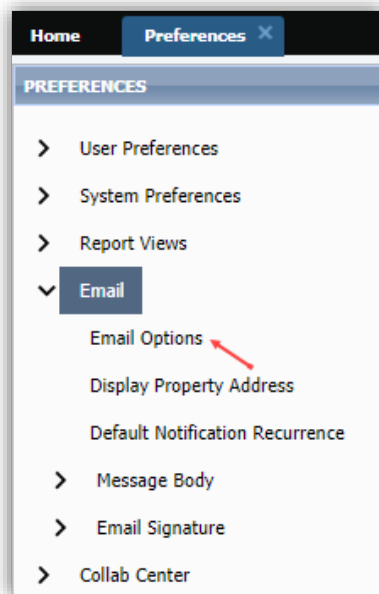 Home Preferences
PREFERENCES
User Preferences
System Preferences
Report Views
Email
Email Options
Display Property Address
Default Notification Recurrence
Message Body
Email Signature
Collab Center